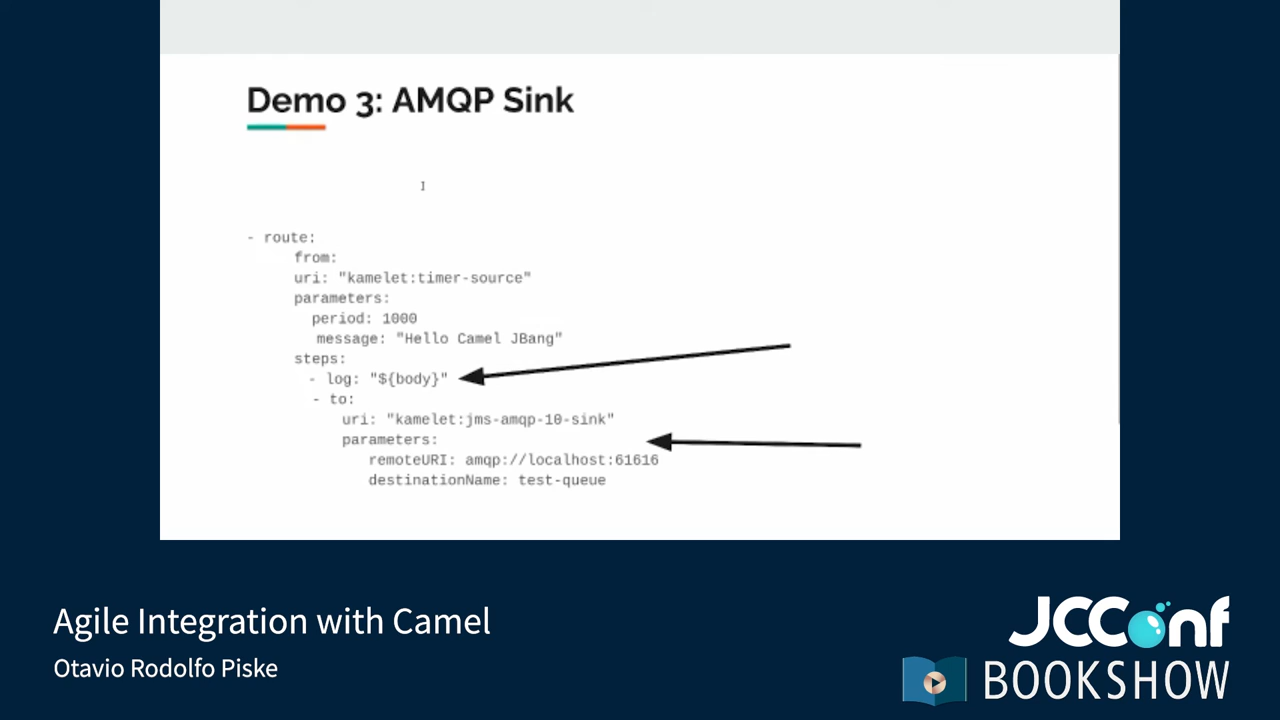 Demo 3: AMQP Sink
- route:
from:
uri: "kamelet:timer-source"
parameters:
period: 1000
message: "Hello Camel JBang"
steps:
- log: "${body}"
- to:
uri: "kamelet:jms-amqp-10-sink"
parameters:
remoteURI: amqp://localhost:61616
destinationName: test-queue
Agile Integration with Camel
Otavio Rodolfo Piske
JCConf
BOOKSHOW